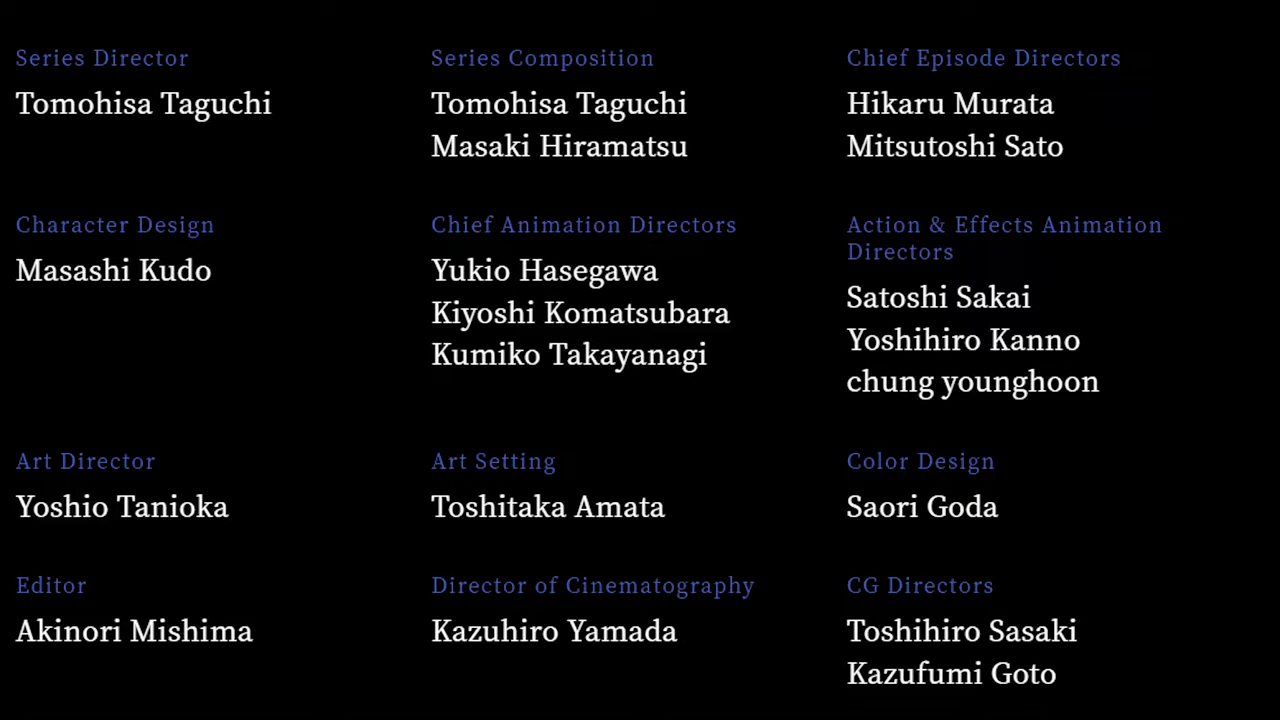 Series Director
Tomohisa Taguchi
Series Composition
Tomohisa Taguchi
Masaki Hiramatsu
Chief Episode Directors
Hikaru Murata
Mitsutoshi Sato
Character Design
Masashi Kudo
Chief Animation Directors
Yukio Hasegawa
Kiyoshi Komatsubara
Kumiko Takayanagi
Action & Effects Animation
Directors
Satoshi Sakai
Yoshihiro Kanno
chung younghoon
Art Director
Yoshio Tanioka
Art Setting
Toshitaka Amata
Color Design
Saori Goda
Editor
Akinori Mishima
Director of Cinematography
Kazuhiro Yamada
CG Directors
Toshihiro Sasaki
Kazufumi Goto